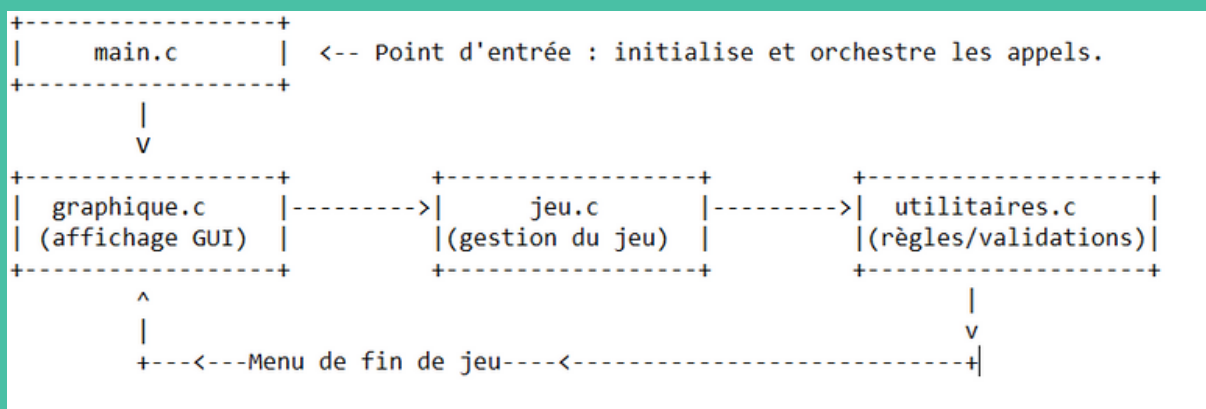 +------------------+
|     main.c       |  <-- Point d'entrée : initialise et orchestre les appels.
+------------------+
         |
         V
+------------------+          +------------------+          +--------------------+
|  graphique.c     |--------->|      jeu.c       |--------->|  utilitaires.c     |
| (affichage GUI)  |          |(gestion du jeu)  |          |(règles/validations)|
+------------------+          +------------------+          +--------------------+
         ^                                                          |
         |                                                          v
         +---<---Menu de fin de jeu----<----------------------------+